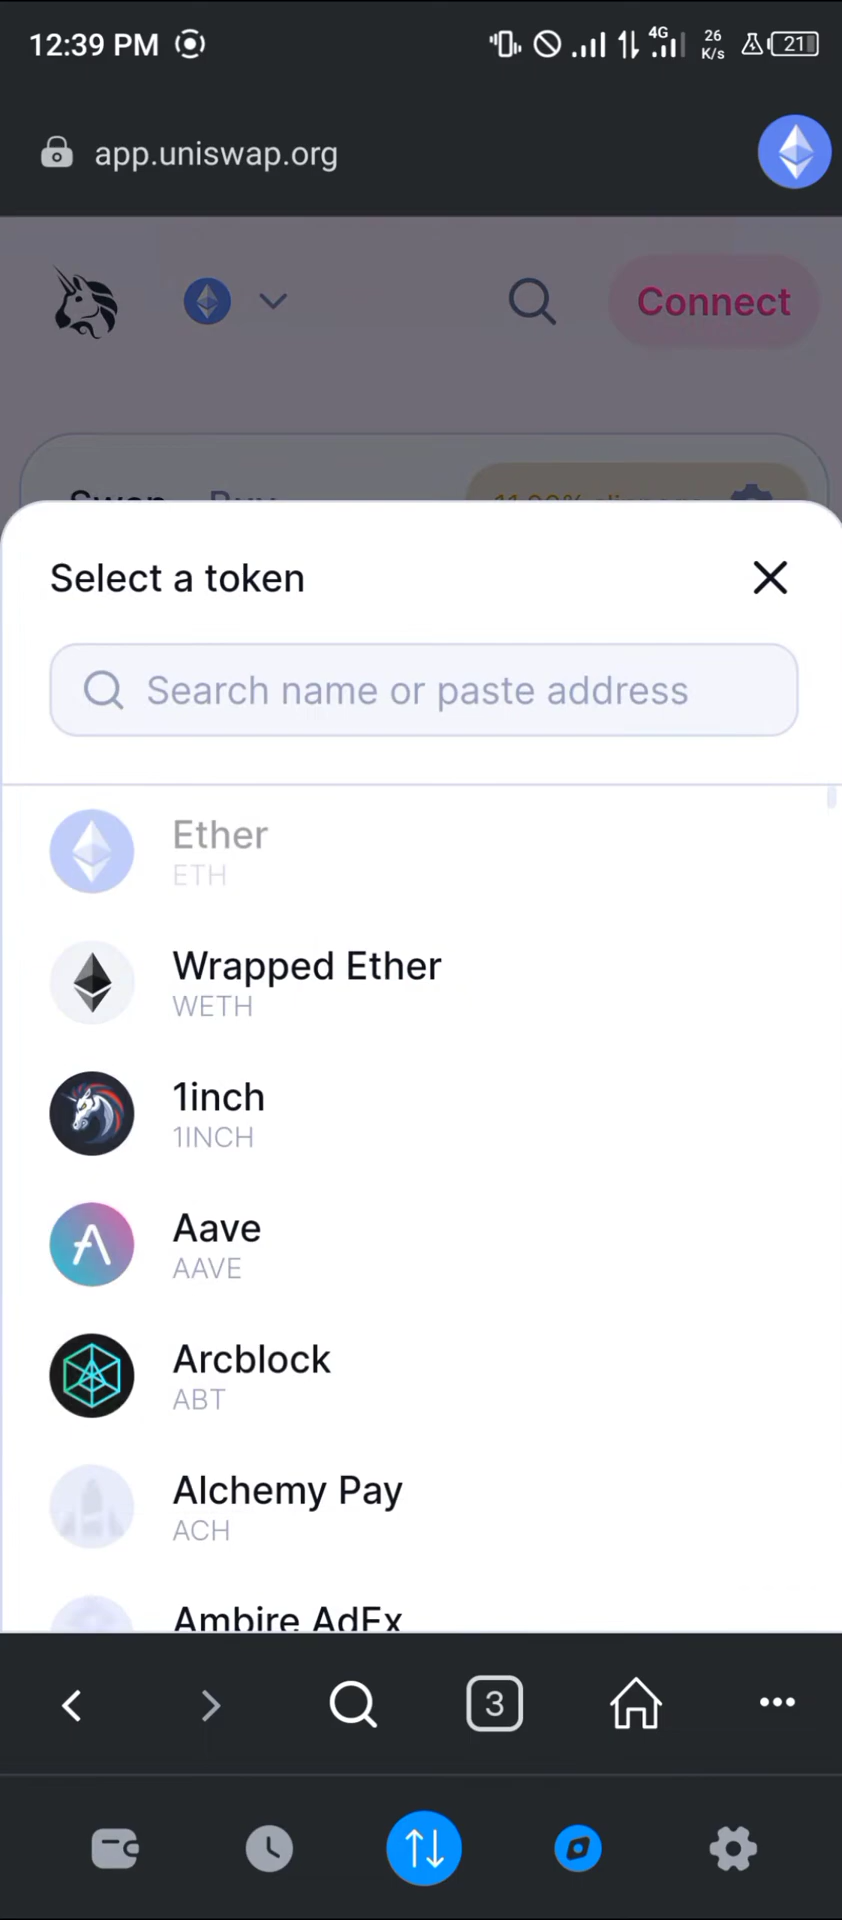 12:39 PM 4G 26 K/s 21
app.uniswap.org
Connect
Swap Buy
Select a token
Search name or paste address
Ether
ETH
Wrapped Ether
WETH
1inch
1INCH
Aave
AAVE
Arcblock
ABT
Alchemy Pay
ACH
Ambire AdEx
3